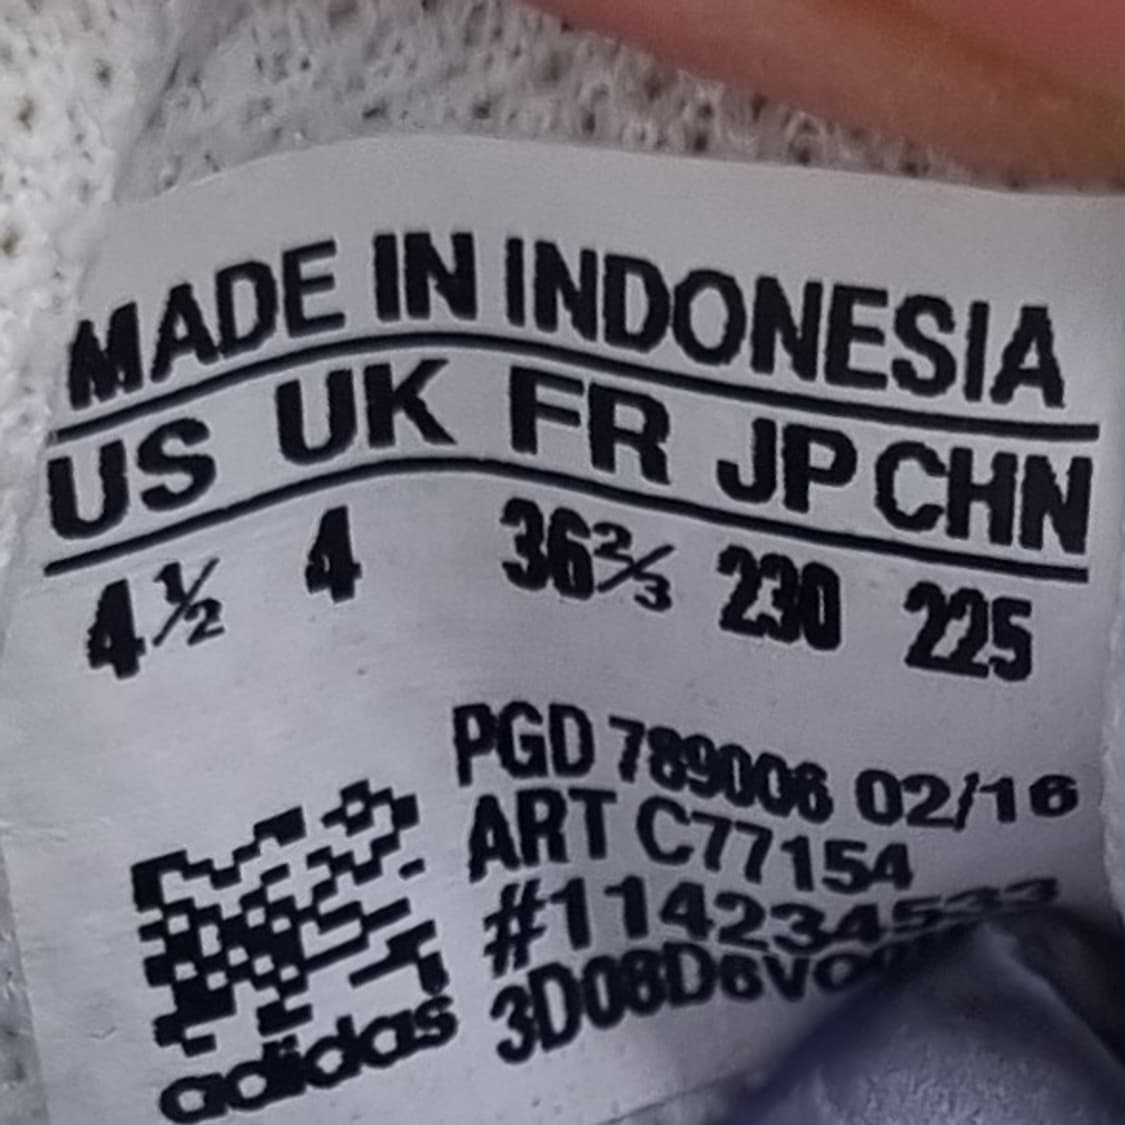 MADE IN INDONESIA
US UK FR JP CHN
4½ 4 36⅔ 230 225
PGD 789006 02/16
ART C77154
#114234533
adidas